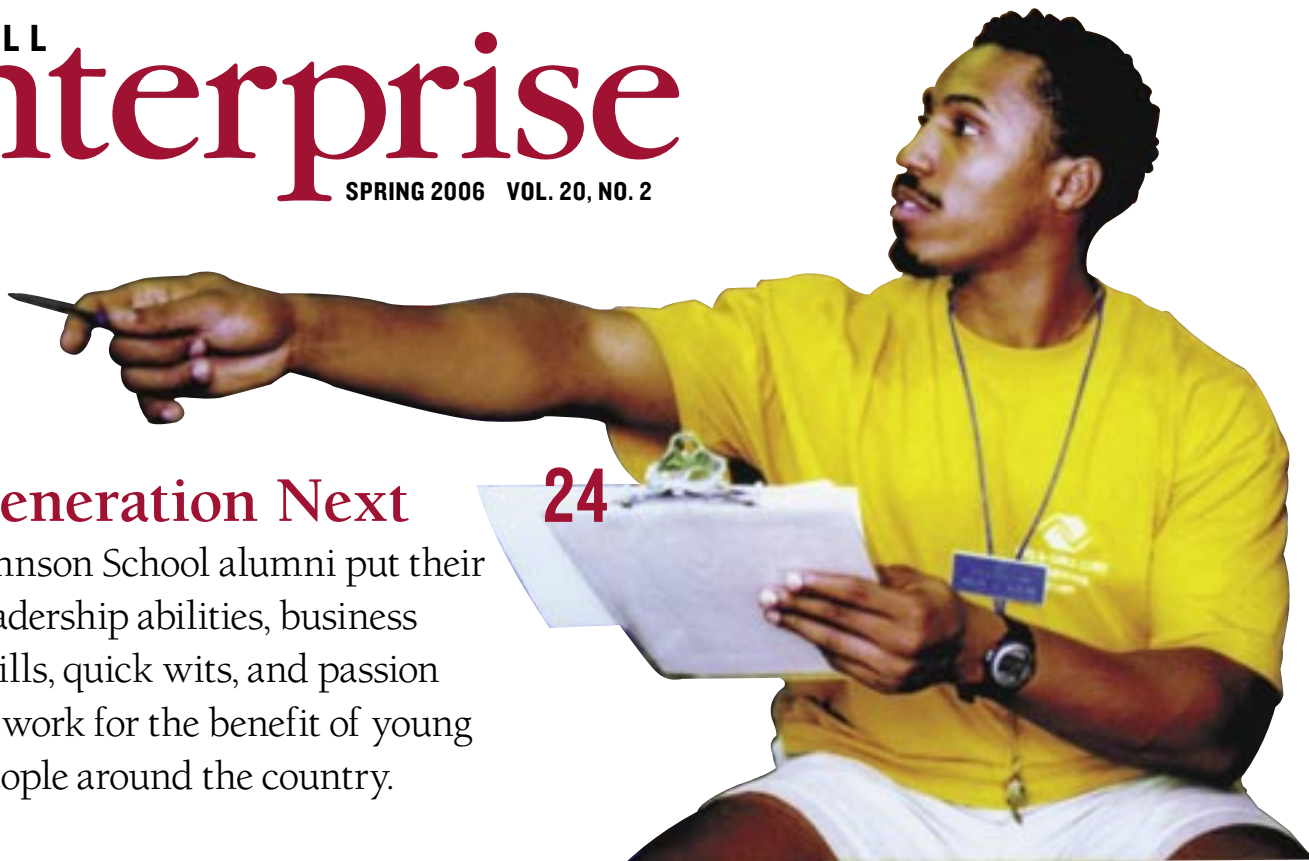 LL
nterprise
SPRING 2006 VOL. 20, NO. 2
eneration Next 24
hnson School alumni put their
adership abilities, business
ills, quick wits, and passion
work for the benefit of young
ople around the country.